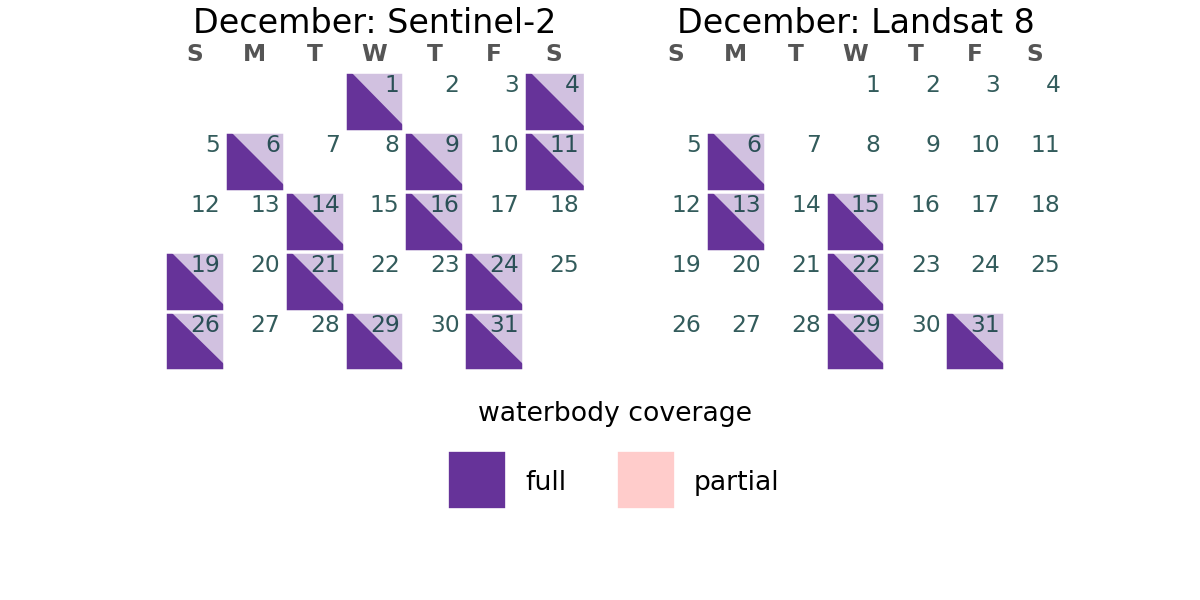 December: Sentinel-2
S M T W T F S
1 2 3 4
5 6 7 8 9 10 11
12 13 14 15 16 17 18
19 20 21 22 23 24 25
26 27 28 29 30 31
December: Landsat 8
S M T W T F S
1 2 3 4
5 6 7 8 9 10 11
12 13 14 15 16 17 18
19 20 21 22 23 24 25
26 27 28 29 30 31
waterbody coverage
full partial